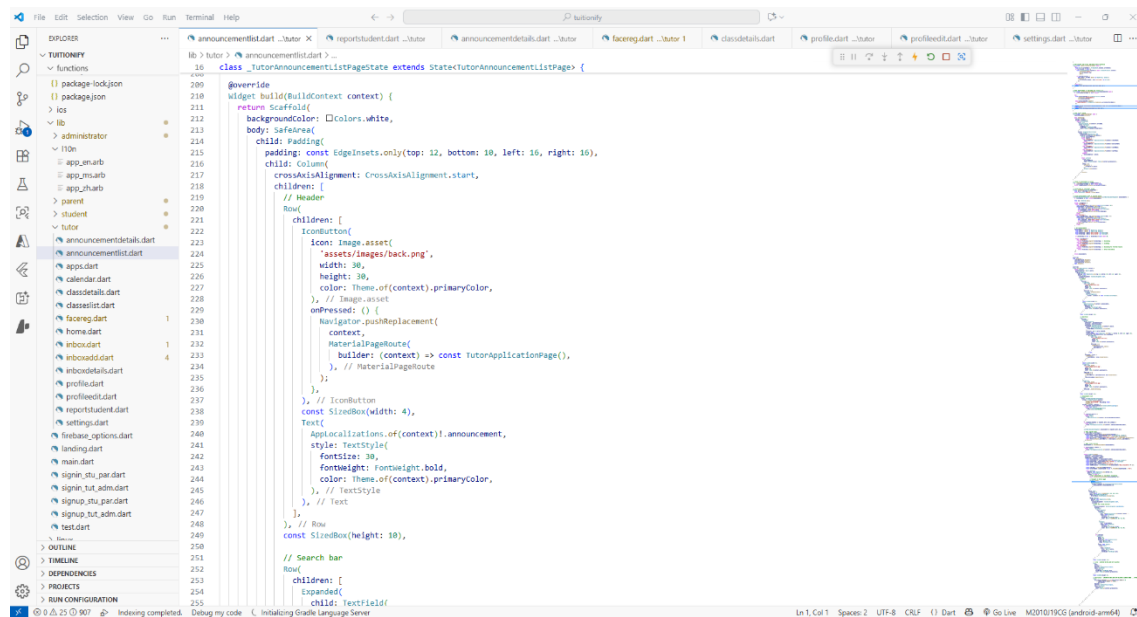 File Edit Selection View Go Run Terminal Help
tuitionify
EXPLORER
TUITIONIFY
functions
package-lock.json
package.json
ios
lib
administrator
l10n
app_en.arb
app_ms.arb
app_zh.arb
parent
student
tutor
announcementdetails.dart
announcementlist.dart
apps.dart
calendar.dart
classdetails.dart
classeslist.dart
facereg.dart 1
home.dart
inbox.dart 1
inboxadd.dart 4
inboxdetails.dart
profile.dart
profileedit.dart
reportstudent.dart
settings.dart
firebase_options.dart
landing.dart
main.dart
signin_stu_par.dart
signin_tut_adm.dart
signup_stu_par.dart
signup_tut_adm.dart
test.dart
linux
OUTLINE
TIMELINE
DEPENDENCIES
PROJECTS
RUN CONFIGURATION
announcementlist.dart ...\tutor reportstudent.dart ...\tutor announcementdetails.dart ...\tutor facereg.dart ...\tutor 1 classdetails.dart profile.dart ...\tutor profileedit.dart ...\tutor settings.dart ...\tutor
lib > tutor > announcementlist.dart > ...
16 class _TutorAnnouncementListPageState extends State<TutorAnnouncementListPage> {
209 @override
210 Widget build(BuildContext context) {
211 return Scaffold(
212 backgroundColor: Colors.white,
213 body: SafeArea(
214 child: Padding(
215 padding: const EdgeInsets.only(top: 12, bottom: 10, left: 16, right: 16),
216 child: Column(
217 crossAxisAlignment: CrossAxisAlignment.start,
218 children: [
219 // Header
220 Row(
221 children: [
222 IconButton(
223 icon: Image.asset(
224 'assets/images/back.png',
225 width: 30,
226 height: 30,
227 color: Theme.of(context).primaryColor,
228 ), // Image.asset
229 onPressed: () {
230 Navigator.pushReplacement(
231 context,
232 MaterialPageRoute(
233 builder: (context) => const TutorApplicationPage(),
234 ), // MaterialPageRoute
235 );
236 },
237 ), // IconButton
238 const SizedBox(width: 4),
239 Text(
240 AppLocalizations.of(context)!.announcement,
241 style: TextStyle(
242 fontSize: 30,
243 fontWeight: FontWeight.bold,
244 color: Theme.of(context).primaryColor,
245 ), // TextStyle
246 ), // Text
247 ],
248 ), // Row
249 const SizedBox(height: 10),
250
251 // Search bar
252 Row(
253 children: [
254 Expanded(
255 child: TextField(
0 25 907 Indexing completed. Debug my code Initializing Gradle Language Server Ln 1, Col 1 Spaces: 2 UTF-8 CRLF {} Dart Go Live M2010J19CG (android-arm64)